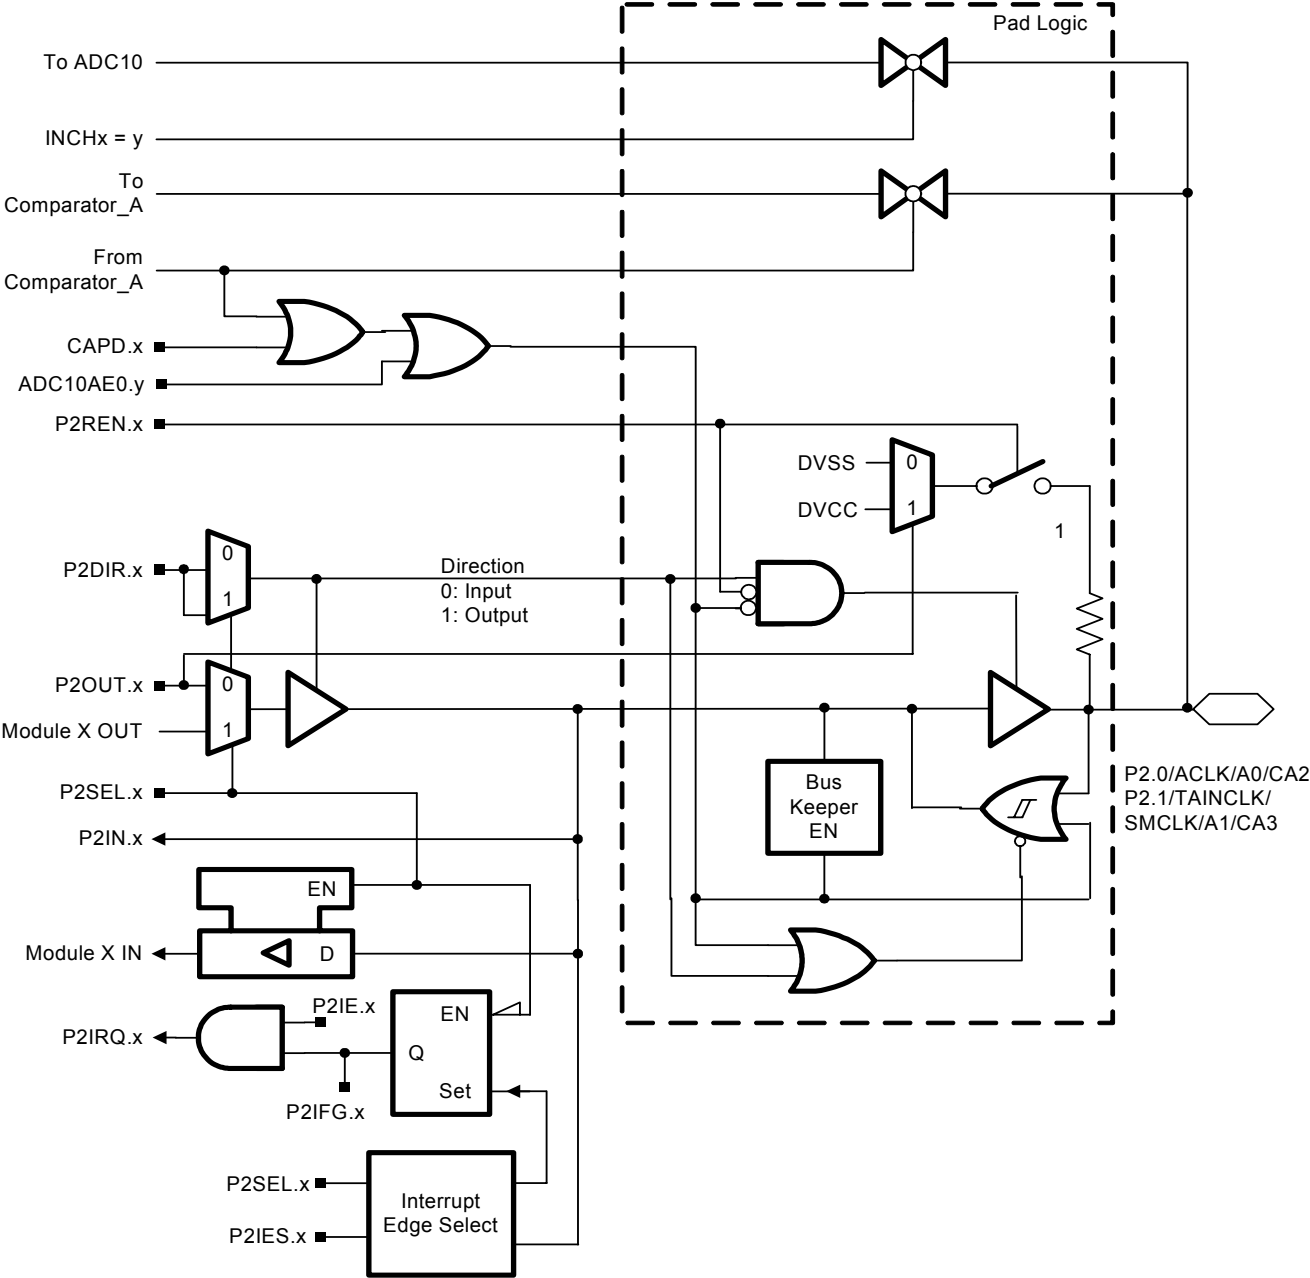 Pad Logic
To ADC10
INCHx = y
To
Comparator_A
From
Comparator_A
CAPD.x
ADC10AE0.y
P2REN.x
DVSS
0
DVCC
1
1
P2DIR.x
0
1
Direction
0: Input
1: Output
P2OUT.x
0
Module X OUT
1
P2SEL.x
Bus
Keeper
EN
P2.0/ACLK/A0/CA2
P2.1/TAINCLK/
SMCLK/A1/CA3
P2IN.x
EN
Module X IN
D
P2IE.x
EN
P2IRQ.x
Q
Set
P2IFG.x
P2SEL.x
Interrupt
Edge Select
P2IES.x